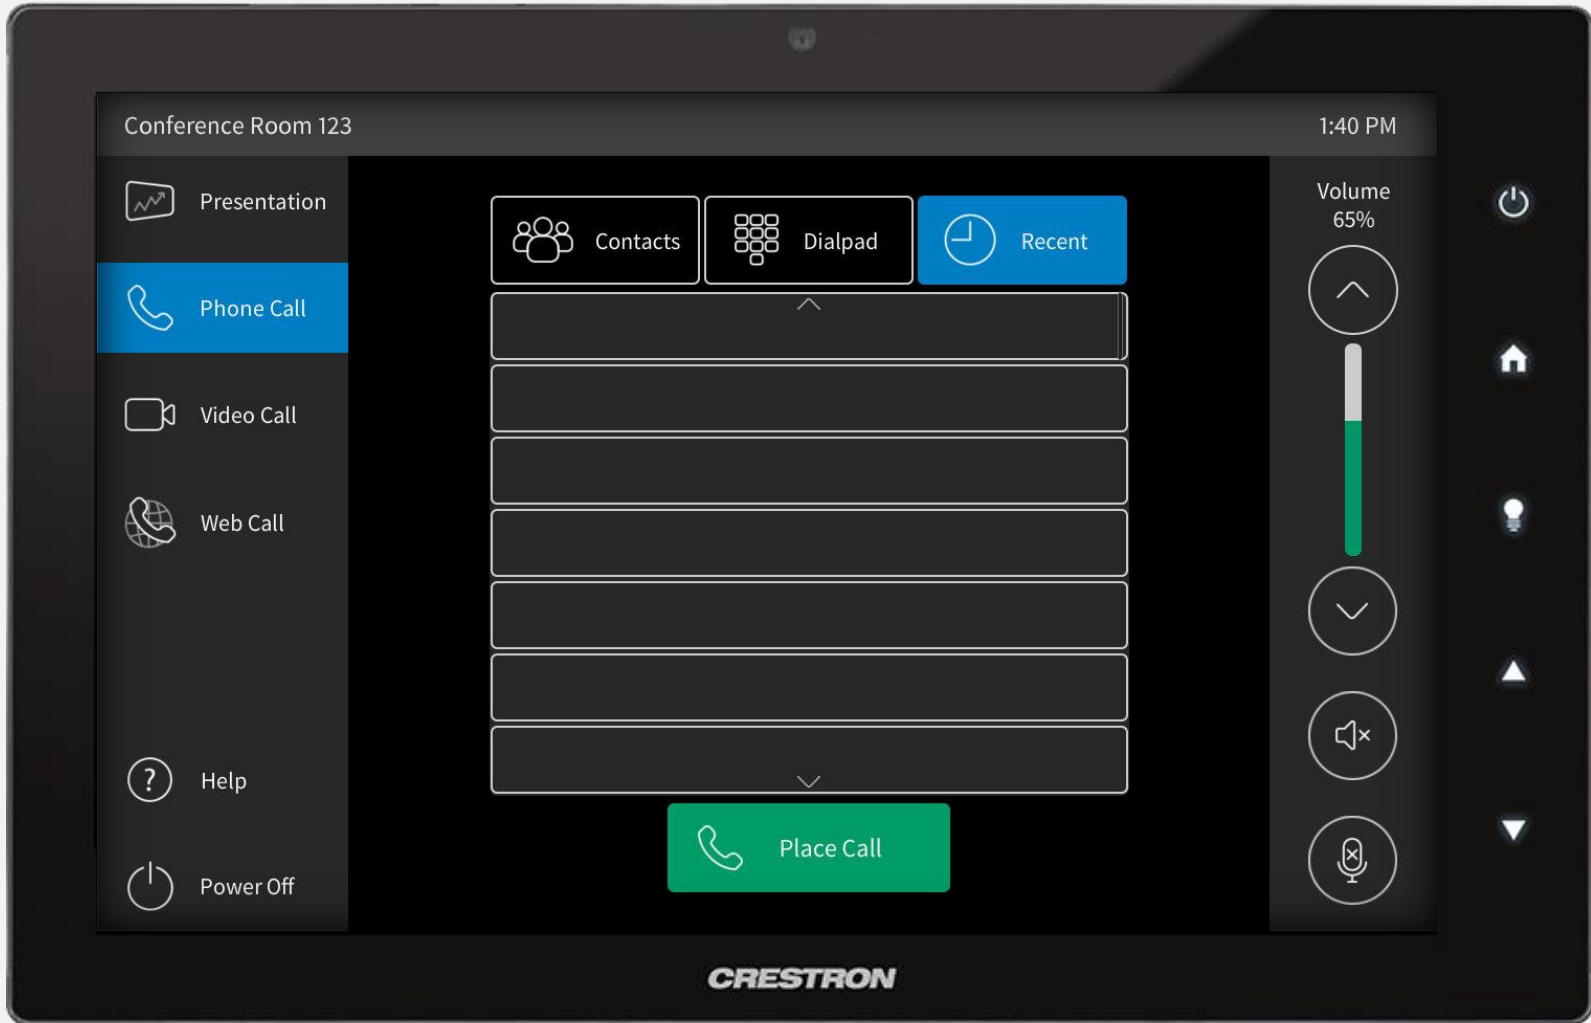 Conference Room 123
1:40 PM
Presentation
Phone Call
Video Call
Web Call
Help
Power Off
Contacts
Dialpad
Recent
Place Call
Volume
65%
CRESTRON